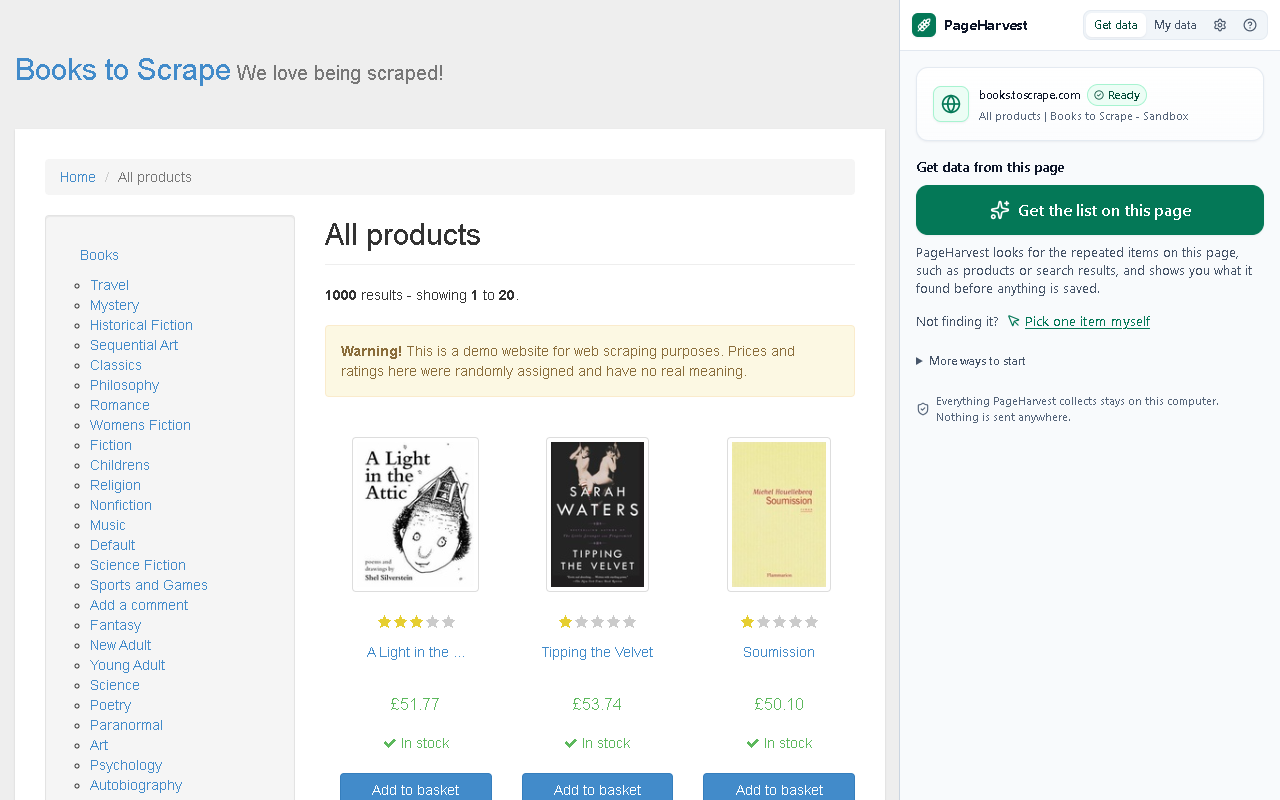 Books to Scrape We love being scraped!
Home / All products
Books
Travel
Mystery
Historical Fiction
Sequential Art
Classics
Philosophy
Romance
Womens Fiction
Fiction
Childrens
Religion
Nonfiction
Music
Default
Science Fiction
Sports and Games
Add a comment
Fantasy
New Adult
Young Adult
Science
Poetry
Paranormal
Art
Psychology
Autobiography
All products
1000 results - showing 1 to 20.
Warning! This is a demo website for web scraping purposes. Prices and
ratings here were randomly assigned and have no real meaning.
A Light
in the
Attic
poems and
drawings by
Shel Silverstein
A Light in the ...
£51.77
In stock
Add to basket
SARAH
WATERS
TIPPING
THE VELVET
Tipping the Velvet
£53.74
In stock
Add to basket
Michel Houellebecq
Soumission
Flammarion
Soumission
£50.10
In stock
Add to basket
PageHarvest
Get data
My data
books.toscrape.com
Ready
All products | Books to Scrape - Sandbox
Get data from this page
Get the list on this page
PageHarvest looks for the repeated items on this page,
such as products or search results, and shows you what it
found before anything is saved.
Not finding it? Pick one item myself
More ways to start
Everything PageHarvest collects stays on this computer.
Nothing is sent anywhere.